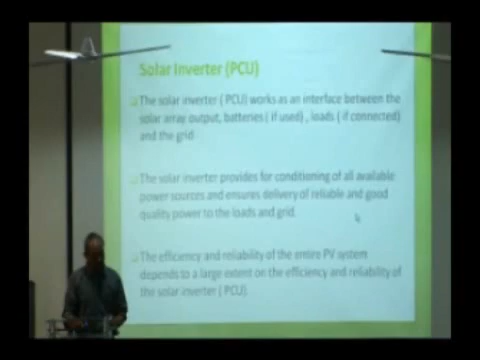 Solar Inverter (PCU)
The solar inverter ( PCU) works as an interface between the
solar array output, batteries ( if used) , loads ( if connected)
and the grid
The solar inverter provides for conditioning of all available
power sources and ensures delivery of reliable and good
quality power to the loads and grid.
The efficiency and reliability of the entire PV system
depends to a large extent on the efficiency and reliability of
the solar inverter ( PCU)